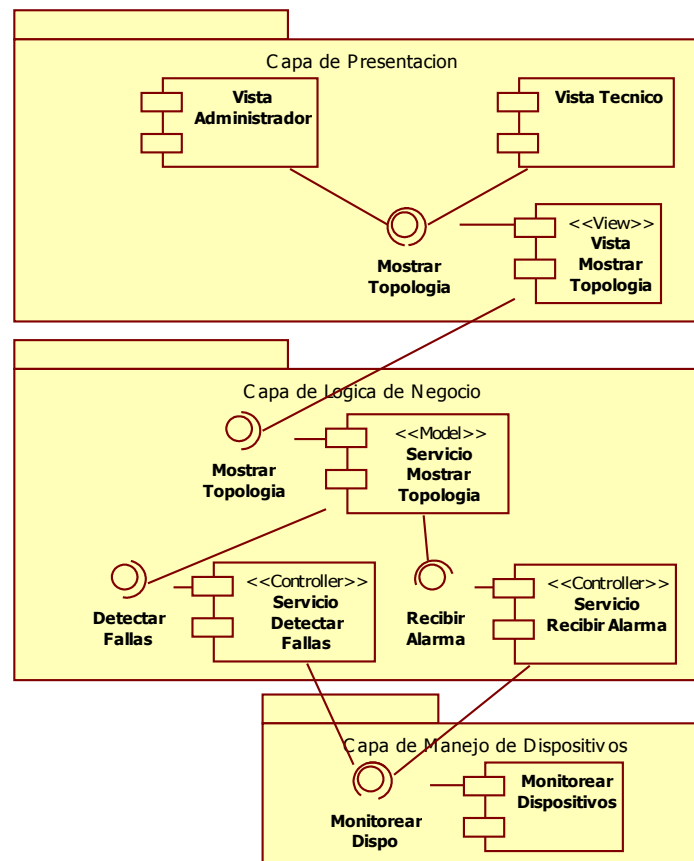 Capa de Presentacion
Vista
Administrador
Vista Tecnico
<<View>>
Vista
Mostrar
Topologia
Mostrar
Topologia
Capa de Logica de Negocio
<<Model>>
Servicio
Mostrar
Topologia
Mostrar
Topologia
<<Controller>>
Servicio
Detectar
Fallas
Detectar
Fallas
<<Controller>>
Servicio
Recibir Alarma
Recibir
Alarma
Capa de Manejo de Dispositivos
Monitorear
Dispositivos
Monitorear
Dispo